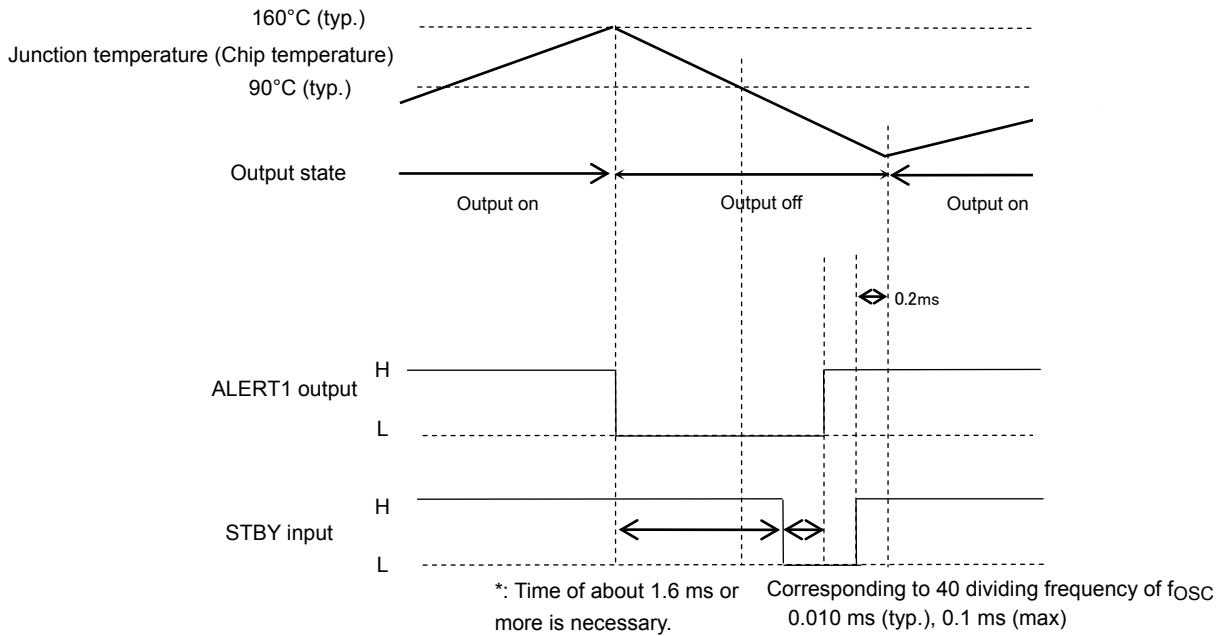 160°C (typ.)
Junction temperature (Chip temperature)
90°C (typ.)
Output state
Output on
Output off
Output on
0.2ms
H
ALERT1 output
L
H
STBY input
L
*: Time of about 1.6 ms or
more is necessary.
Corresponding to 40 dividing frequency of fOSC
0.010 ms (typ.), 0.1 ms (max)